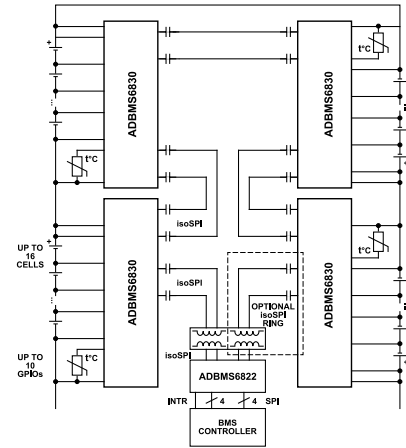 t°C
ADBMS6830
ADBMS6830
t°C
t°C
isoSPI
UP TO
16
CELLS
ADBMS6830
isoSPI
OPTIONAL
isoSPI
RING
ADBMS6830
t°C
UP TO
10
GPIOs
t°C
isoSPI
ADBMS6822
INTR
4
4
SPI
BMS
CONTROLLER